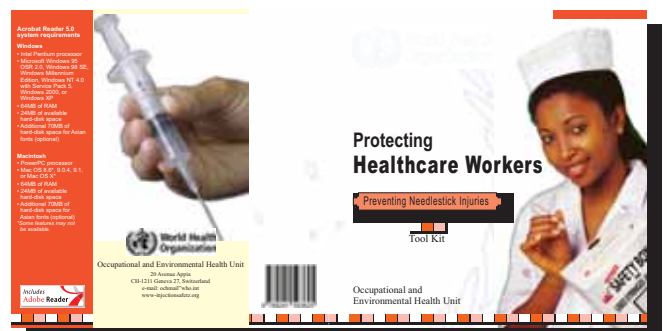 Acrobat Reader 5.0
system requirements
Windows
• Intel Pentium processor
• Microsoft Windows 95
OSR 2.0, Windows 98 SE,
Windows Millennium
Edition, Windows NT 4.0
with Service Pack 5,
Windows 2000, or
Windows XP
• 64MB of RAM
• 24MB of available
hard-disk space
• Additional 70MB of
hard-disk space for Asian
fonts (optional)
Macintosh
• PowerPC processor
• Mac OS 8.6*, 9.0.4, 9.1,
or Mac OS X*
• 64MB of RAM
• 24MB of available
hard-disk space
• Additional 70MB of
hard-disk space for
Asian fonts (optional)
*Some features may not
be available.
Includes
Adobe Reader
World Health
Organization
Occupational and Environmental Health Unit
20 Avenue Appia
CH-1211 Geneva 27, Switzerland
e-mail: ochmail"who.int
www-injectionsafety.org
Protecting
Healthcare Workers
Preventing Needlestick Injuries
Tool Kit
Occupational and
Environmental Health Unit
SAFETY BOX